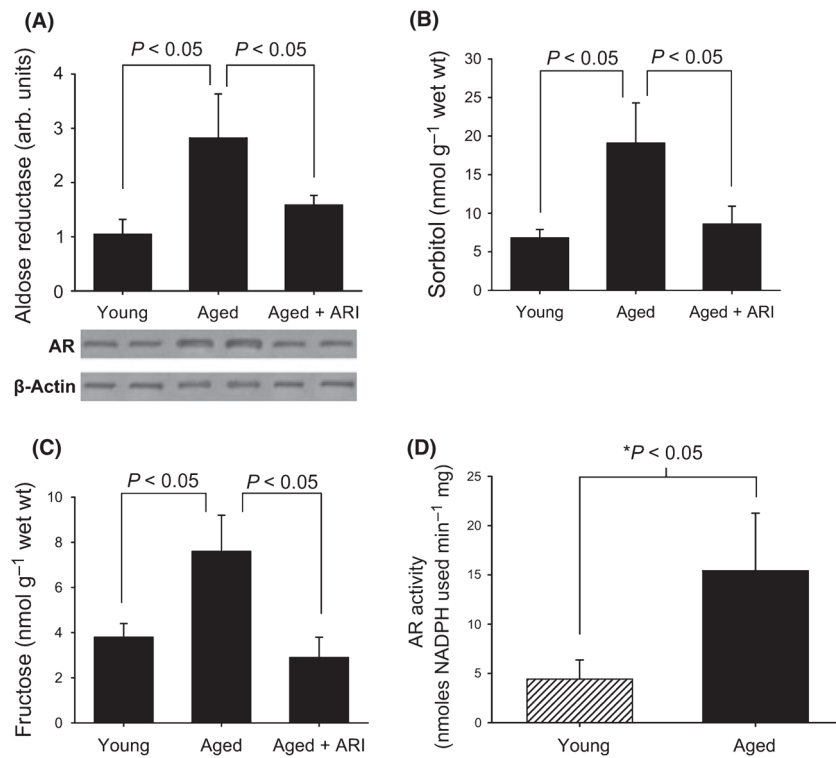 (A)
P < 0.05 P < 0.05
Aldose reductase (arb. units)
4
3
2
1
0
Young Aged Aged + ARI
AR
β-Actin
(B)
P < 0.05 P < 0.05
Sorbitol (nmol g⁻¹ wet wt)
30
25
20
15
10
5
0
Young Aged Aged + ARI
(C)
P < 0.05 P < 0.05
Fructose (nmol g⁻¹ wet wt)
10
8
6
4
2
0
Young Aged Aged + ARI
(D)
*P < 0.05
AR activity
(nmoles NADPH used min⁻¹ mg)
25
20
15
10
5
0
Young Aged